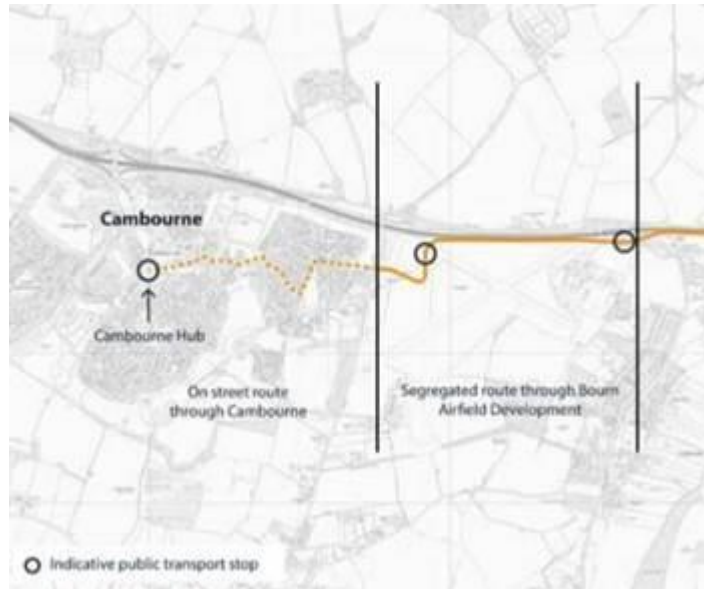 Cambourne
Cambourne Hub
On street route
through Cambourne
Segregated route through Bourn
Airfield Development
Indicative public transport stop